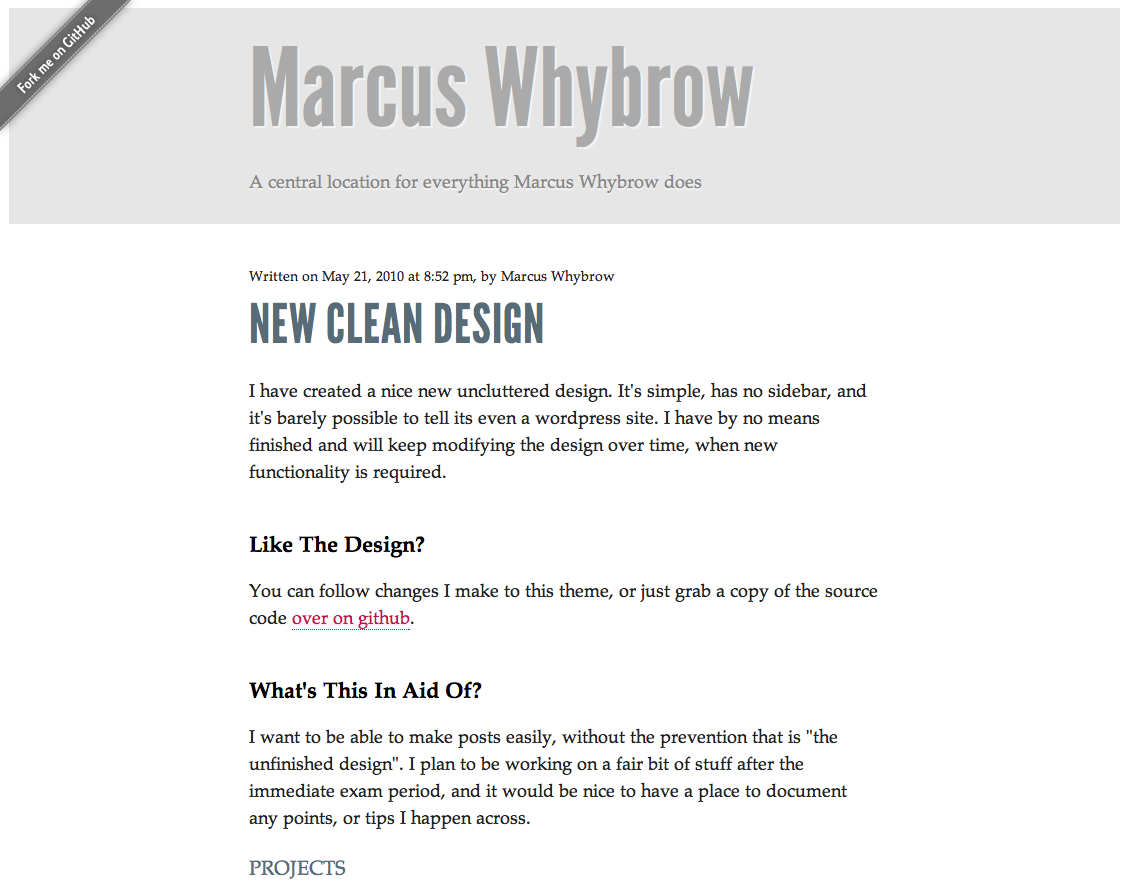 Fork me on GitHub
Marcus Whybrow
A central location for everything Marcus Whybrow does
Written on May 21, 2010 at 8:52 pm, by Marcus Whybrow
NEW CLEAN DESIGN
I have created a nice new uncluttered design. It's simple, has no sidebar, and
it's barely possible to tell its even a wordpress site. I have by no means
finished and will keep modifying the design over time, when new
functionality is required.
Like The Design?
You can follow changes I make to this theme, or just grab a copy of the source
code over on github.
What's This In Aid Of?
I want to be able to make posts easily, without the prevention that is "the
unfinished design". I plan to be working on a fair bit of stuff after the
immediate exam period, and it would be nice to have a place to document
any points, or tips I happen across.
PROJECTS